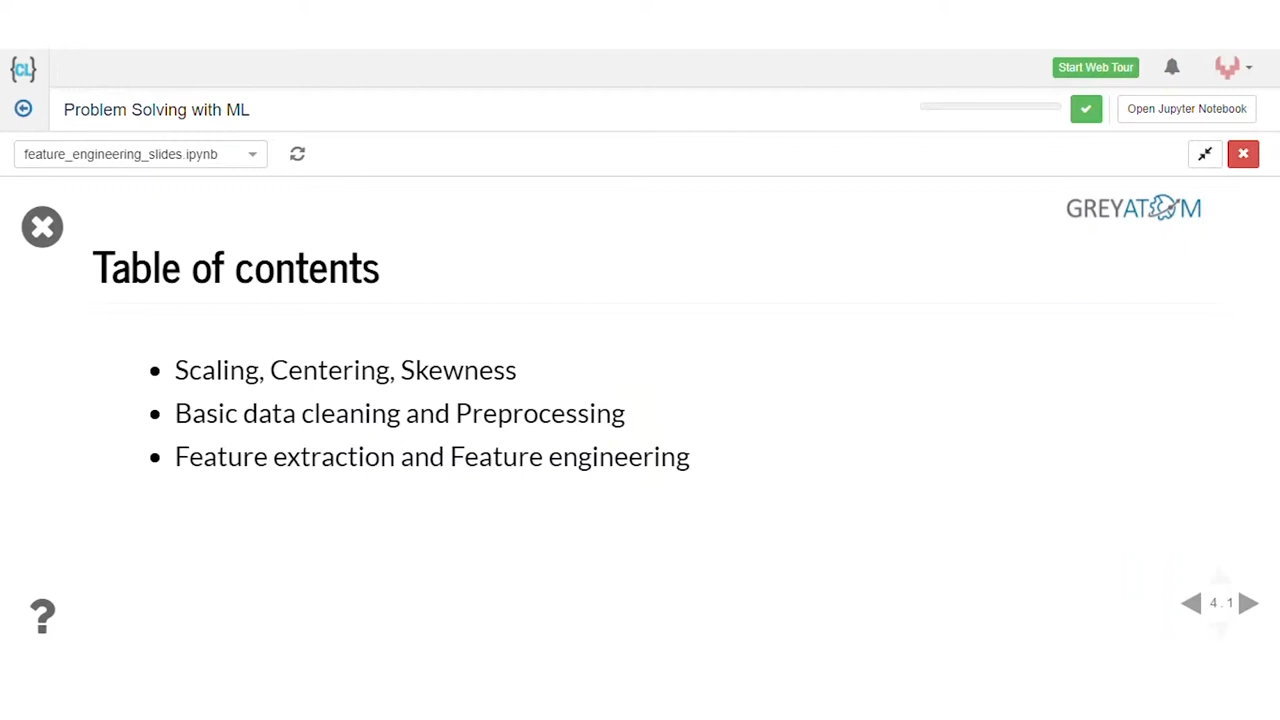 {CL}
Start Web Tour
Problem Solving with ML
Open Jupyter Notebook
feature_engineering_slides.ipynb
GREYATOM
Table of contents
• Scaling, Centering, Skewness
• Basic data cleaning and Preprocessing
• Feature extraction and Feature engineering
?
4.1